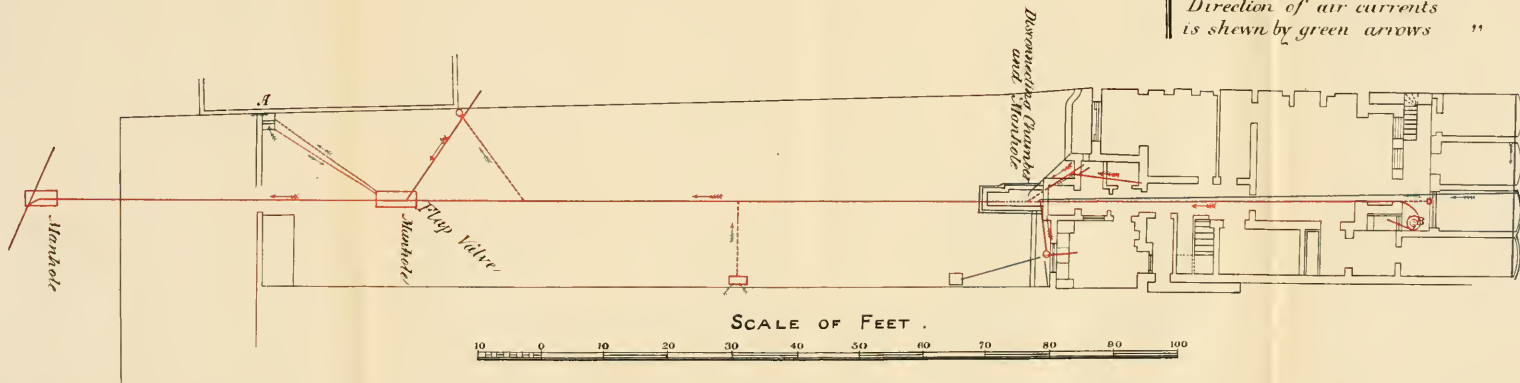 Direction of air currents
is shewn by green arrows "
Disconnecting Chamber
and Manhole
A
Flap Valve
Manhole
Manhole
SCALE OF FEET.
10 0 10 20 30 40 50 60 70 80 90 100